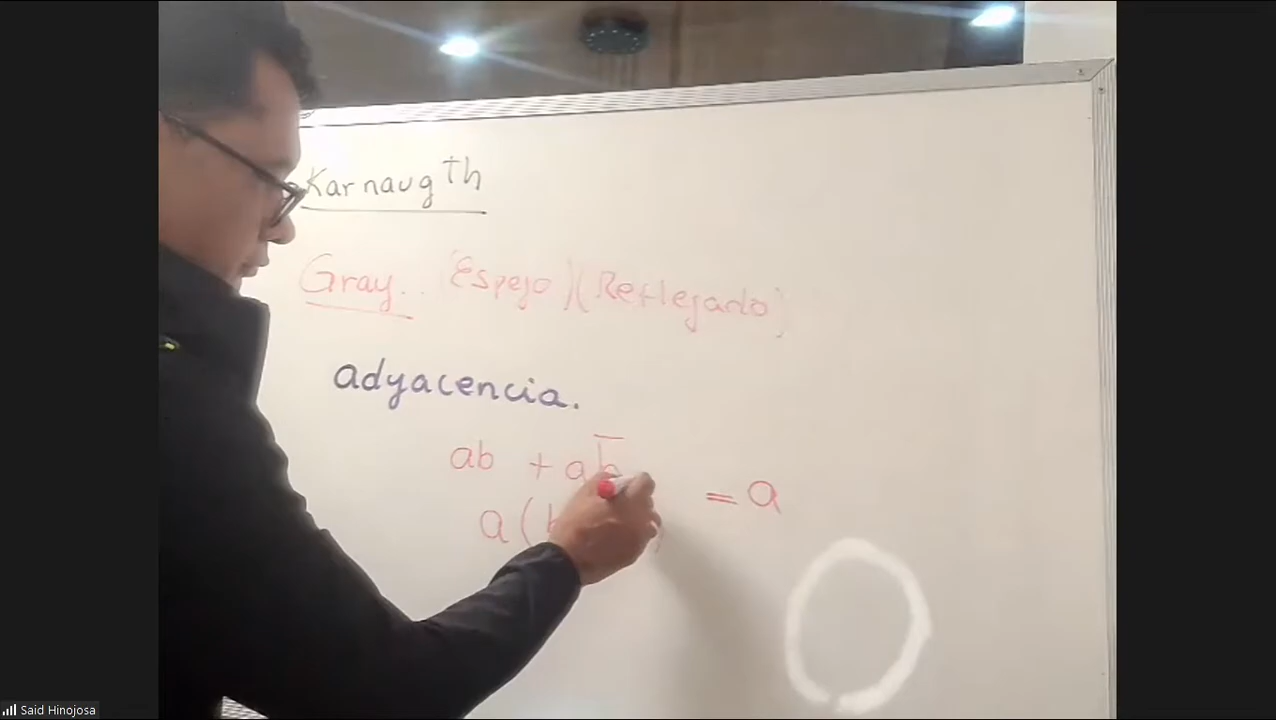 Karnaugth
Gray.. (Espejo)(Reflejado)
adyacencia.
ab + ab̅
= a
a(
Said Hinojosa